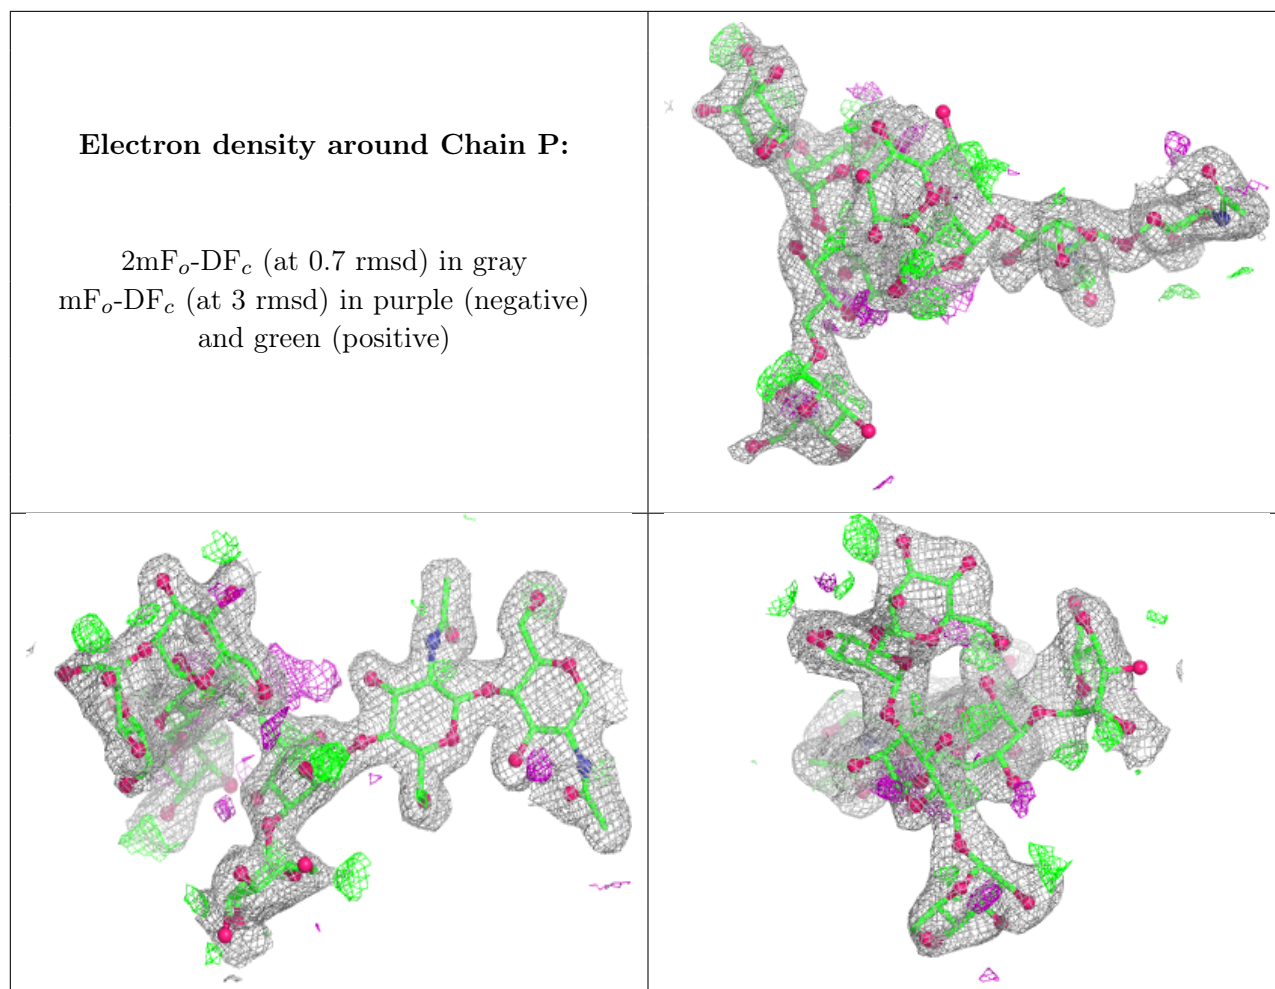 Electron density around Chain P:
2mFₒ-DF𝒸 (at 0.7 rmsd) in gray
mFₒ-DF𝒸 (at 3 rmsd) in purple (negative)
and green (positive)